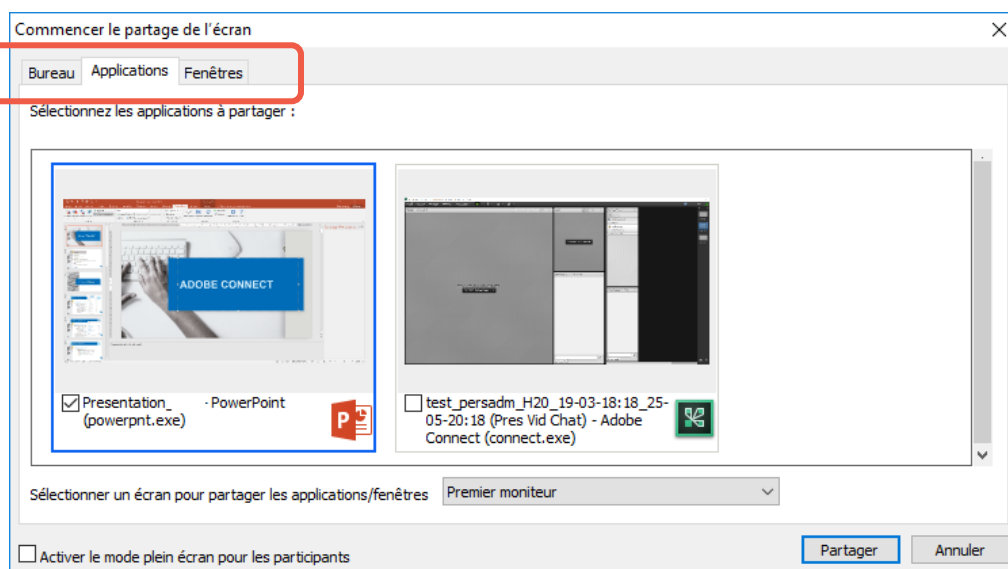 Commencer le partage de l'écran
Bureau Applications Fenêtres
Sélectionnez les applications à partager :
ADOBE CONNECT
Presentation_ - PowerPoint
(powerpnt.exe)
P
test_persadm_H20_19-03-18:18_25-
05-20:18 (Pres Vid Chat) - Adobe
Connect (connect.exe)
Sélectionner un écran pour partager les applications/fenêtres Premier moniteur
Activer le mode plein écran pour les participants
Partager Annuler